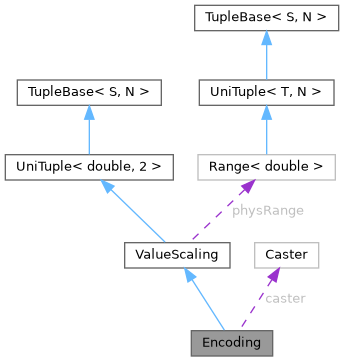 TupleBase< S, N >
TupleBase< S, N >
UniTuple< T, N >
UniTuple< double, 2 >
Range< double >
physRange
ValueScaling
Caster
caster
Encoding